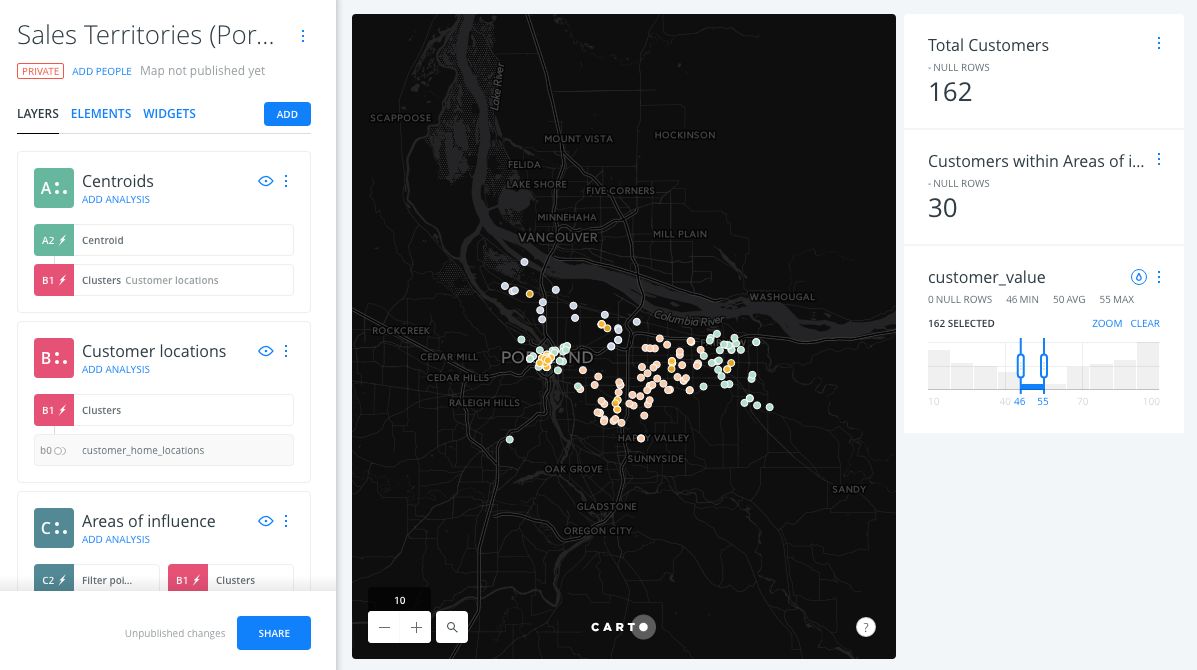 Sales Territories (Por...
PRIVATE ADD PEOPLE Map not published yet
LAYERS ELEMENTS WIDGETS ADD
A
Centroids
ADD ANALYSIS
A2 Centroid
B1 Clusters Customer locations
B
Customer locations
ADD ANALYSIS
B1 Clusters
b0 customer_home_locations
C
Areas of influence
ADD ANALYSIS
C2 Filter poi... B1 Clusters
Unpublished changes SHARE
Lake River
SCAPPOOSE
MOUNT VISTA
HOCKINSON
FELIDA
LAKE SHORE
FIVE CORNERS
MINNEHAHA
VANCOUVER
MILL PLAIN
WASHOUGAL
Columbia River
ROCKCREEK
CEDAR MILL
PORTLAND
CEDAR HILLS
RALEIGH HILLS
HAPPY VALLEY
SUNNYSIDE
OAK GROVE
SANDY
GLADSTONE
OREGON CITY
10
CARTO
?
Total Customers
- NULL ROWS
162
Customers within Areas of i...
- NULL ROWS
30
customer_value
0 NULL ROWS 46 MIN 50 AVG 55 MAX
162 SELECTED ZOOM CLEAR
10 40 46 55 70 100